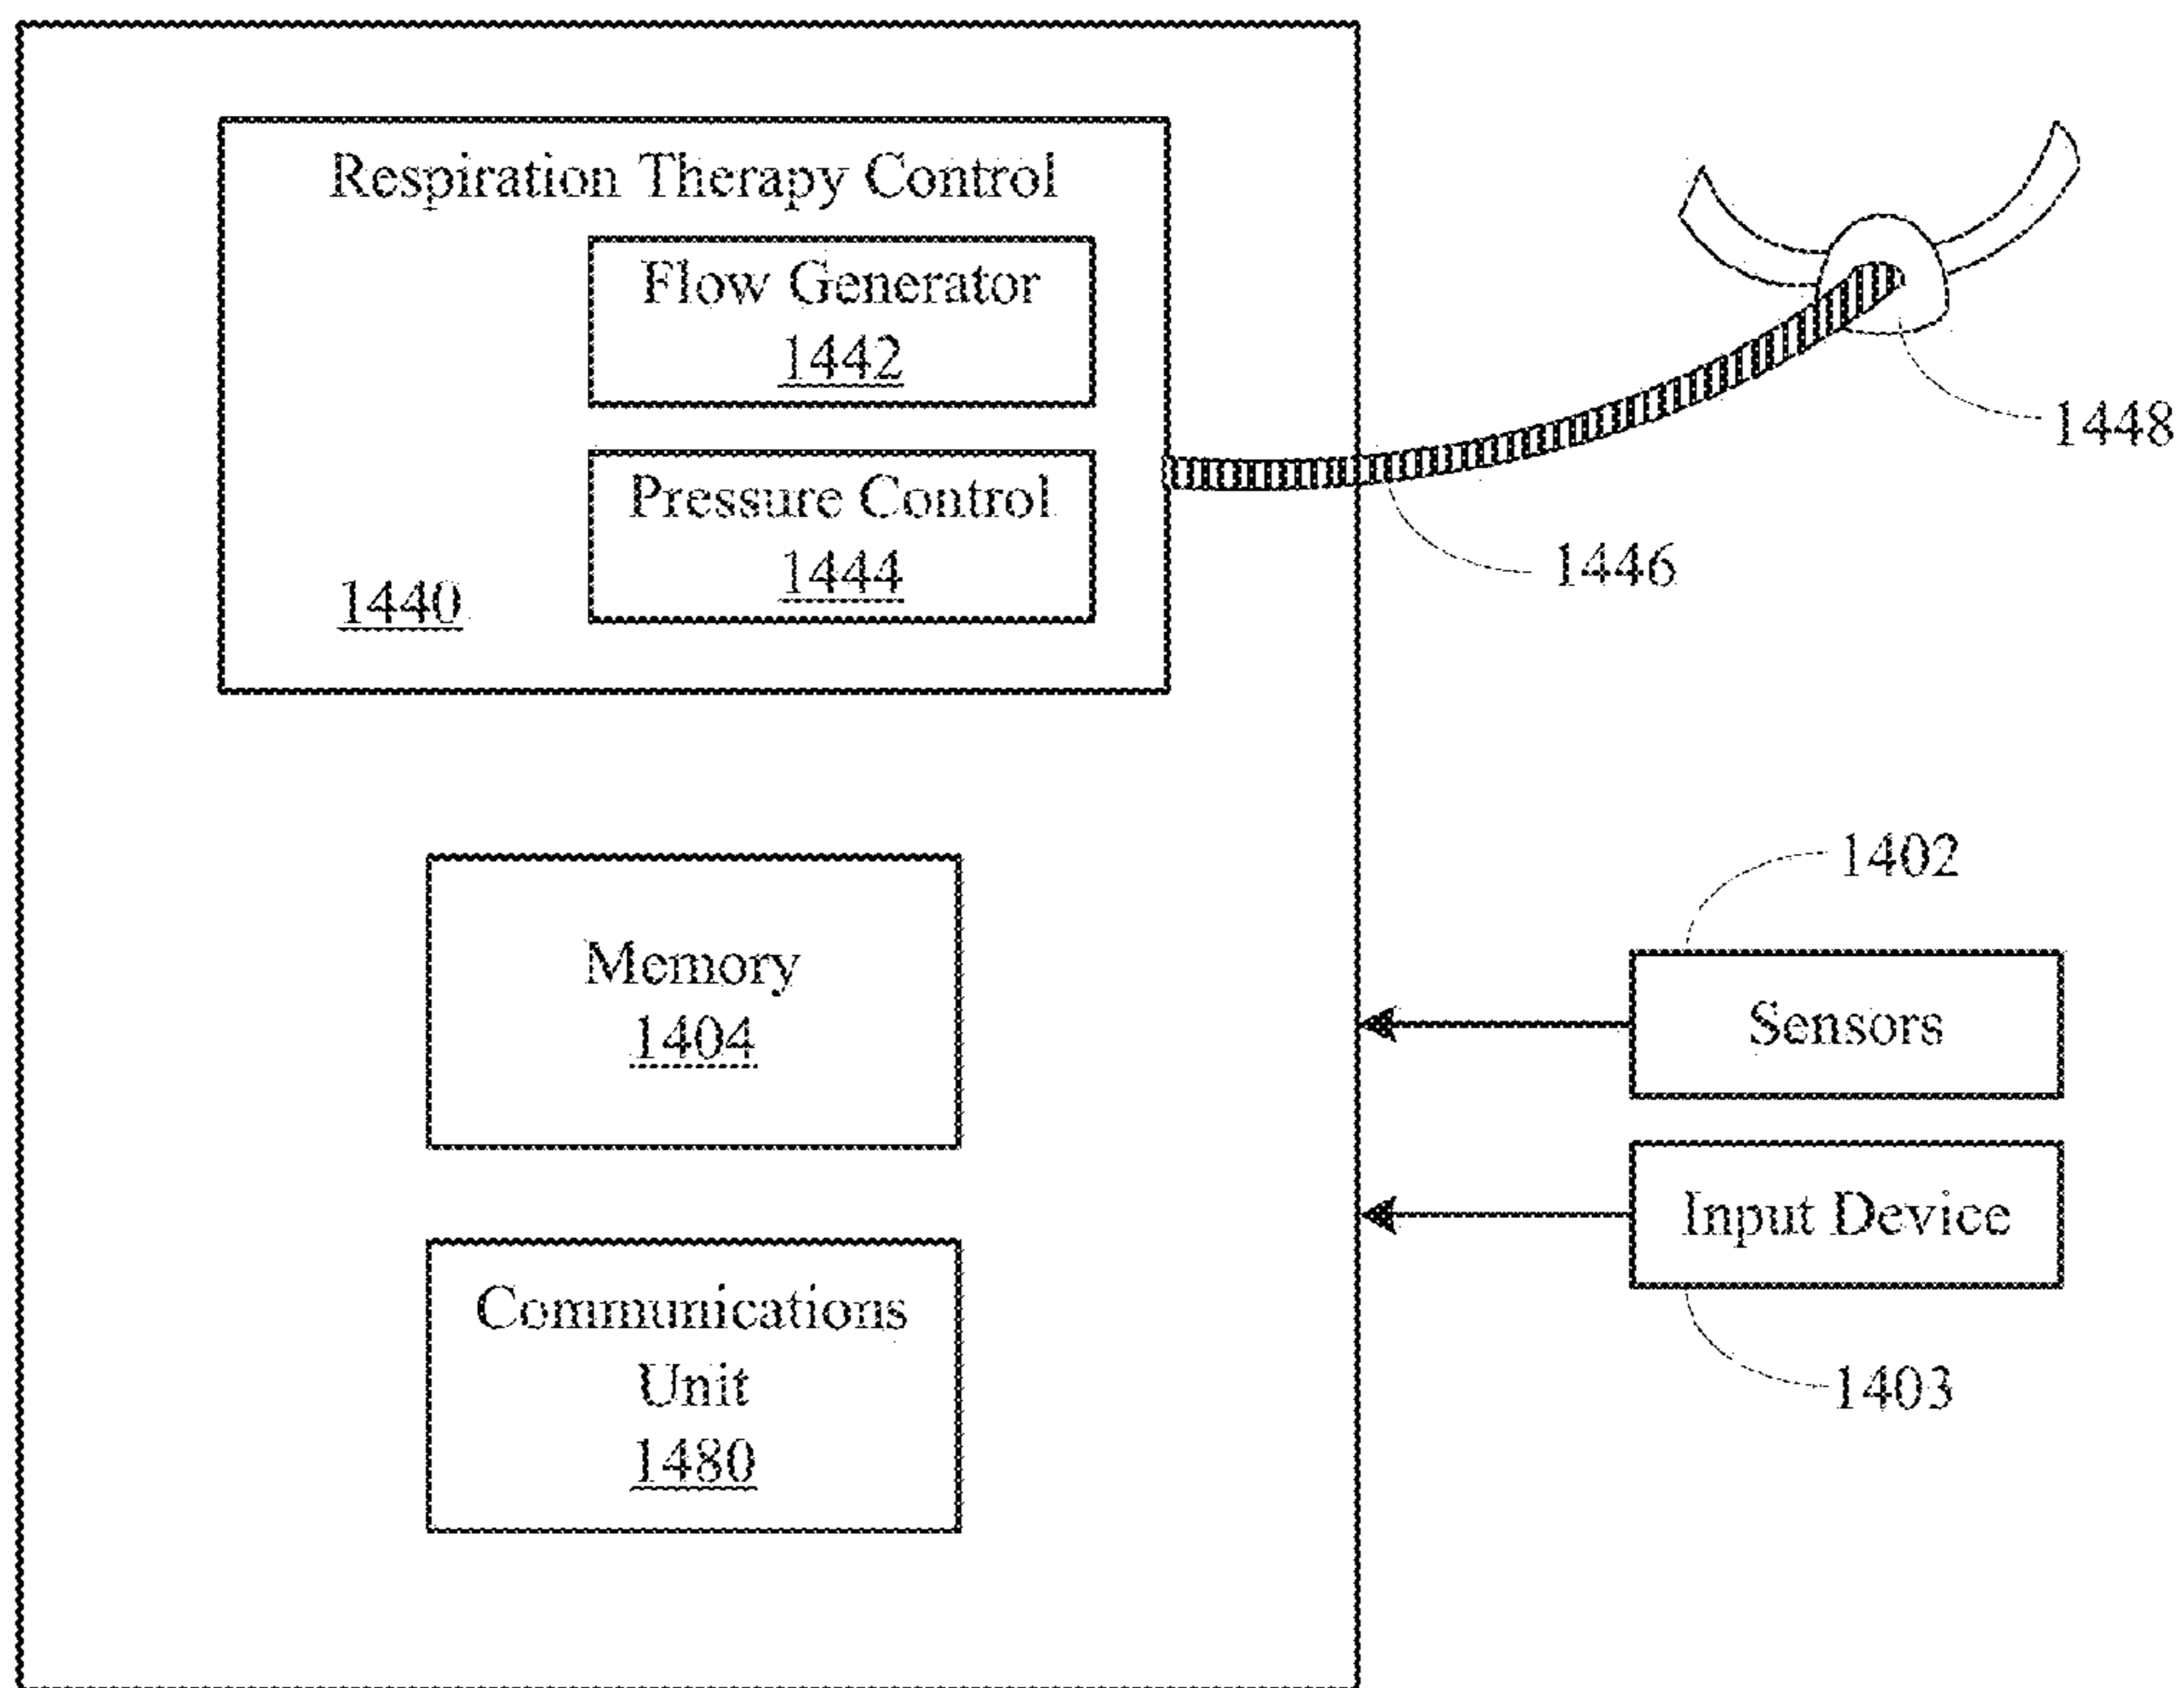 Respiration Therapy Control
Flow Generator
1442
Pressure Control
1444
1440
1448
1446
Memory
1404
Communications
Unit
1480
1402
Sensors
Input Device
1403